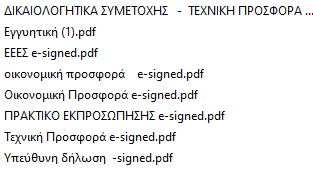 ΔΙΚΑΙΟΛΟΓΗΤΙΚΑ ΣΥΜΕΤΟΧΗΣ - ΤΕΧΝΙΚΗ ΠΡΟΣΦΟΡΑ ...
Εγγυητική (1).pdf
ΕΕΕΣ e-signed.pdf
οικονομική προσφορά e-signed.pdf
Οικονομική Προσφορά e-signed.pdf
ΠΡΑΚΤΙΚΟ ΕΚΠΡΟΣΩΠΗΣΗΣ e-signed.pdf
Τεχνική Προσφορά e-signed.pdf
Υπεύθυνη δήλωση -signed.pdf